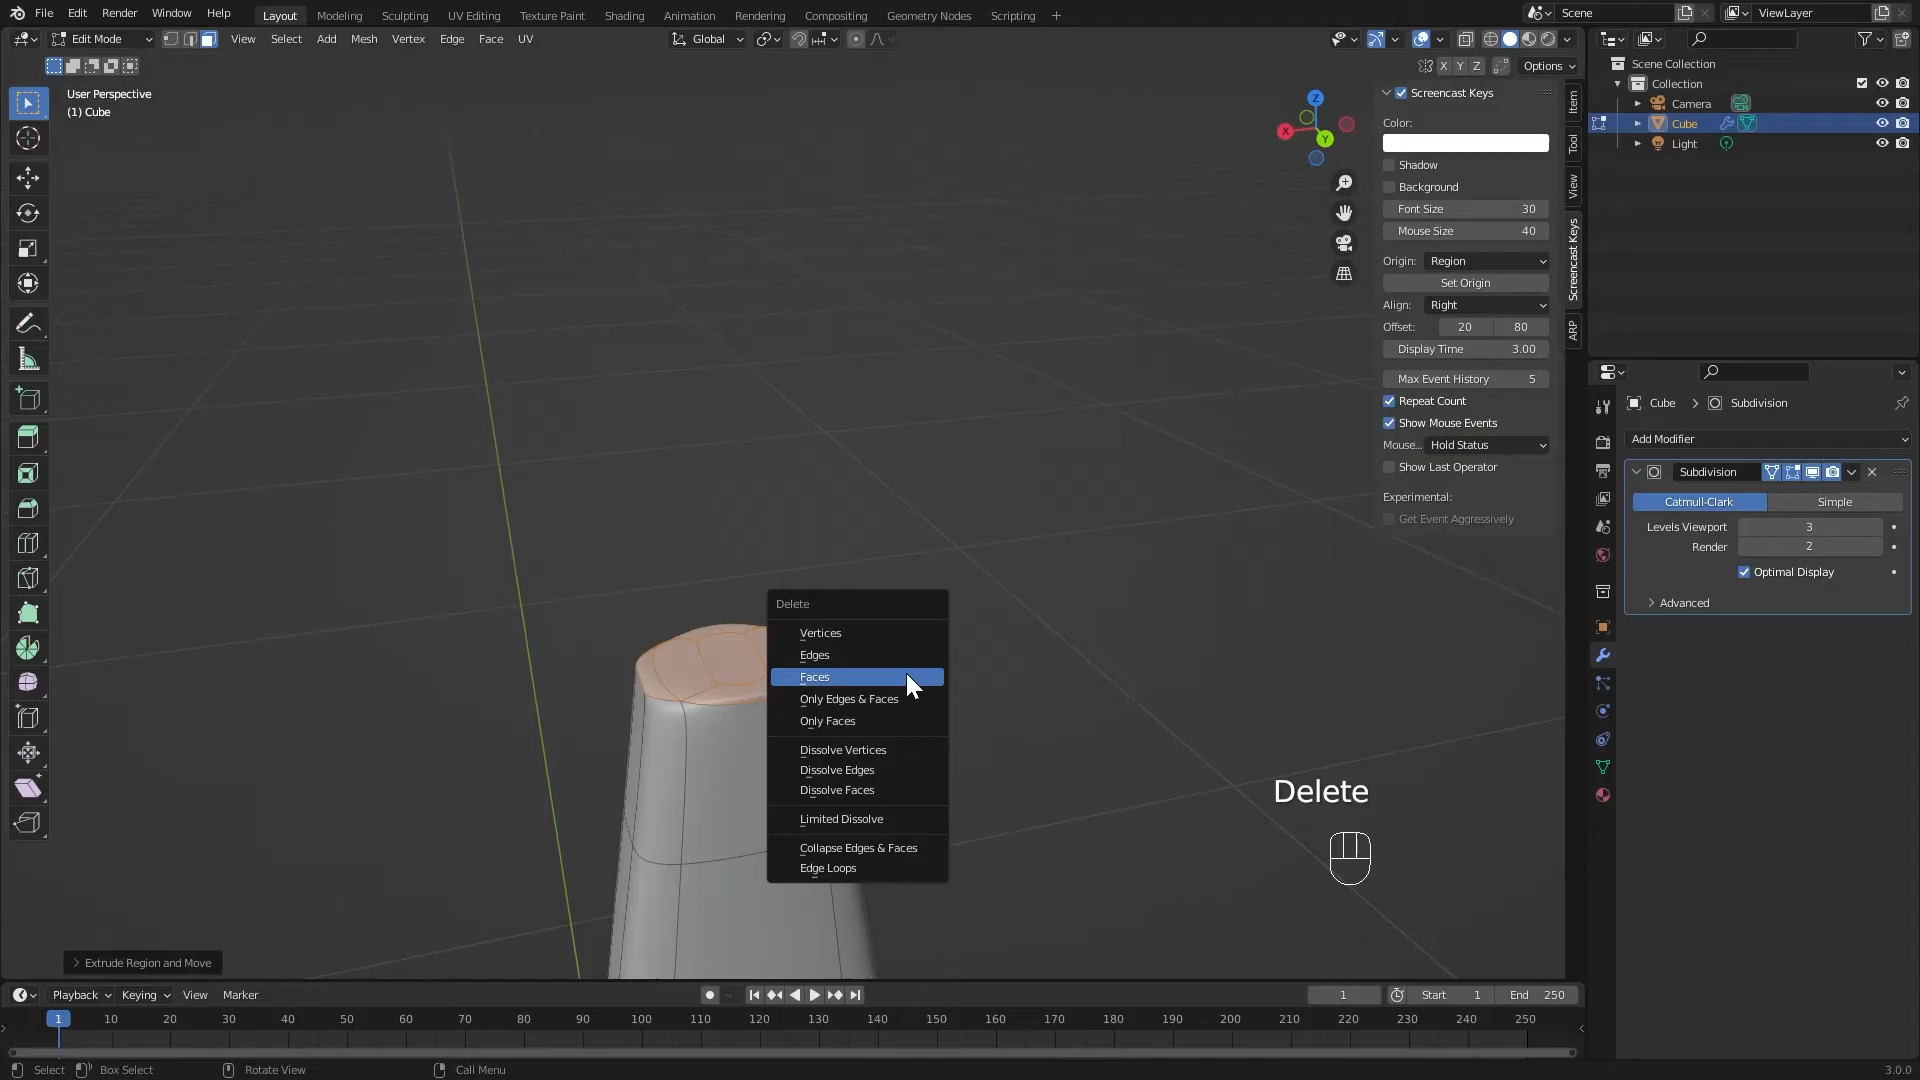 File Edit Render Window Help
Layout Modeling Sculpting UV Editing Texture Paint Shading Animation Rendering Compositing Geometry Nodes Scripting +
Scene
ViewLayer
Edit Mode View Select Add Mesh Vertex Edge Face UV
Global
X Y Z Options
User Perspective
(1) Cube
Z
X
Y
Screencast Keys
Color:
Shadow
Background
Font Size 30
Mouse Size 40
Origin: Region
Set Origin
Align: Right
Offset: 20 80
Display Time 3.00
Max Event History 5
Repeat Count
Show Mouse Events
Mouse... Hold Status
Show Last Operator
Experimental:
Get Event Aggressively
Item
Tool
View
Screencast Keys
ARP
Scene Collection
Collection
Camera
Cube
Light
Cube > Subdivision
Add Modifier
Subdivision
Catmull-Clark Simple
Levels Viewport 3
Render 2
Optimal Display
Advanced
Delete
Vertices
Edges
Faces
Only Edges & Faces
Only Faces
Dissolve Vertices
Dissolve Edges
Dissolve Faces
Limited Dissolve
Collapse Edges & Faces
Edge Loops
Delete
Extrude Region and Move
Playback Keying View Marker
1 Start 1 End 250
1 10 20 30 40 50 60 70 80 90 100 110 120 130 140 150 160 170 180 190 200 210 220 230 240 250
Select Box Select Rotate View Call Menu
3.0.0